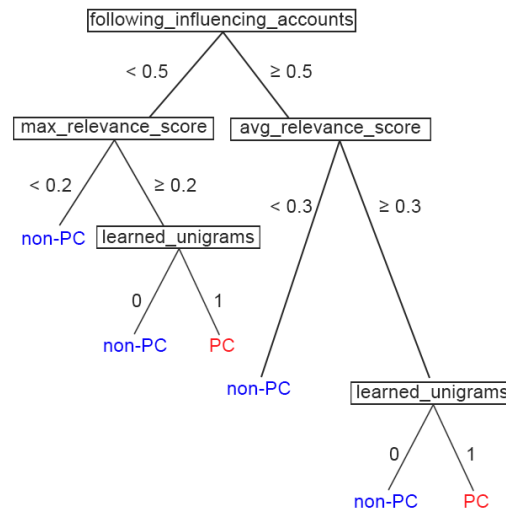 following_influencing_accounts
< 0.5
≥ 0.5
max_relevance_score
avg_relevance_score
< 0.2
≥ 0.2
< 0.3
≥ 0.3
non-PC
learned_unigrams
0
1
non-PC
PC
non-PC
learned_unigrams
0
1
non-PC
PC